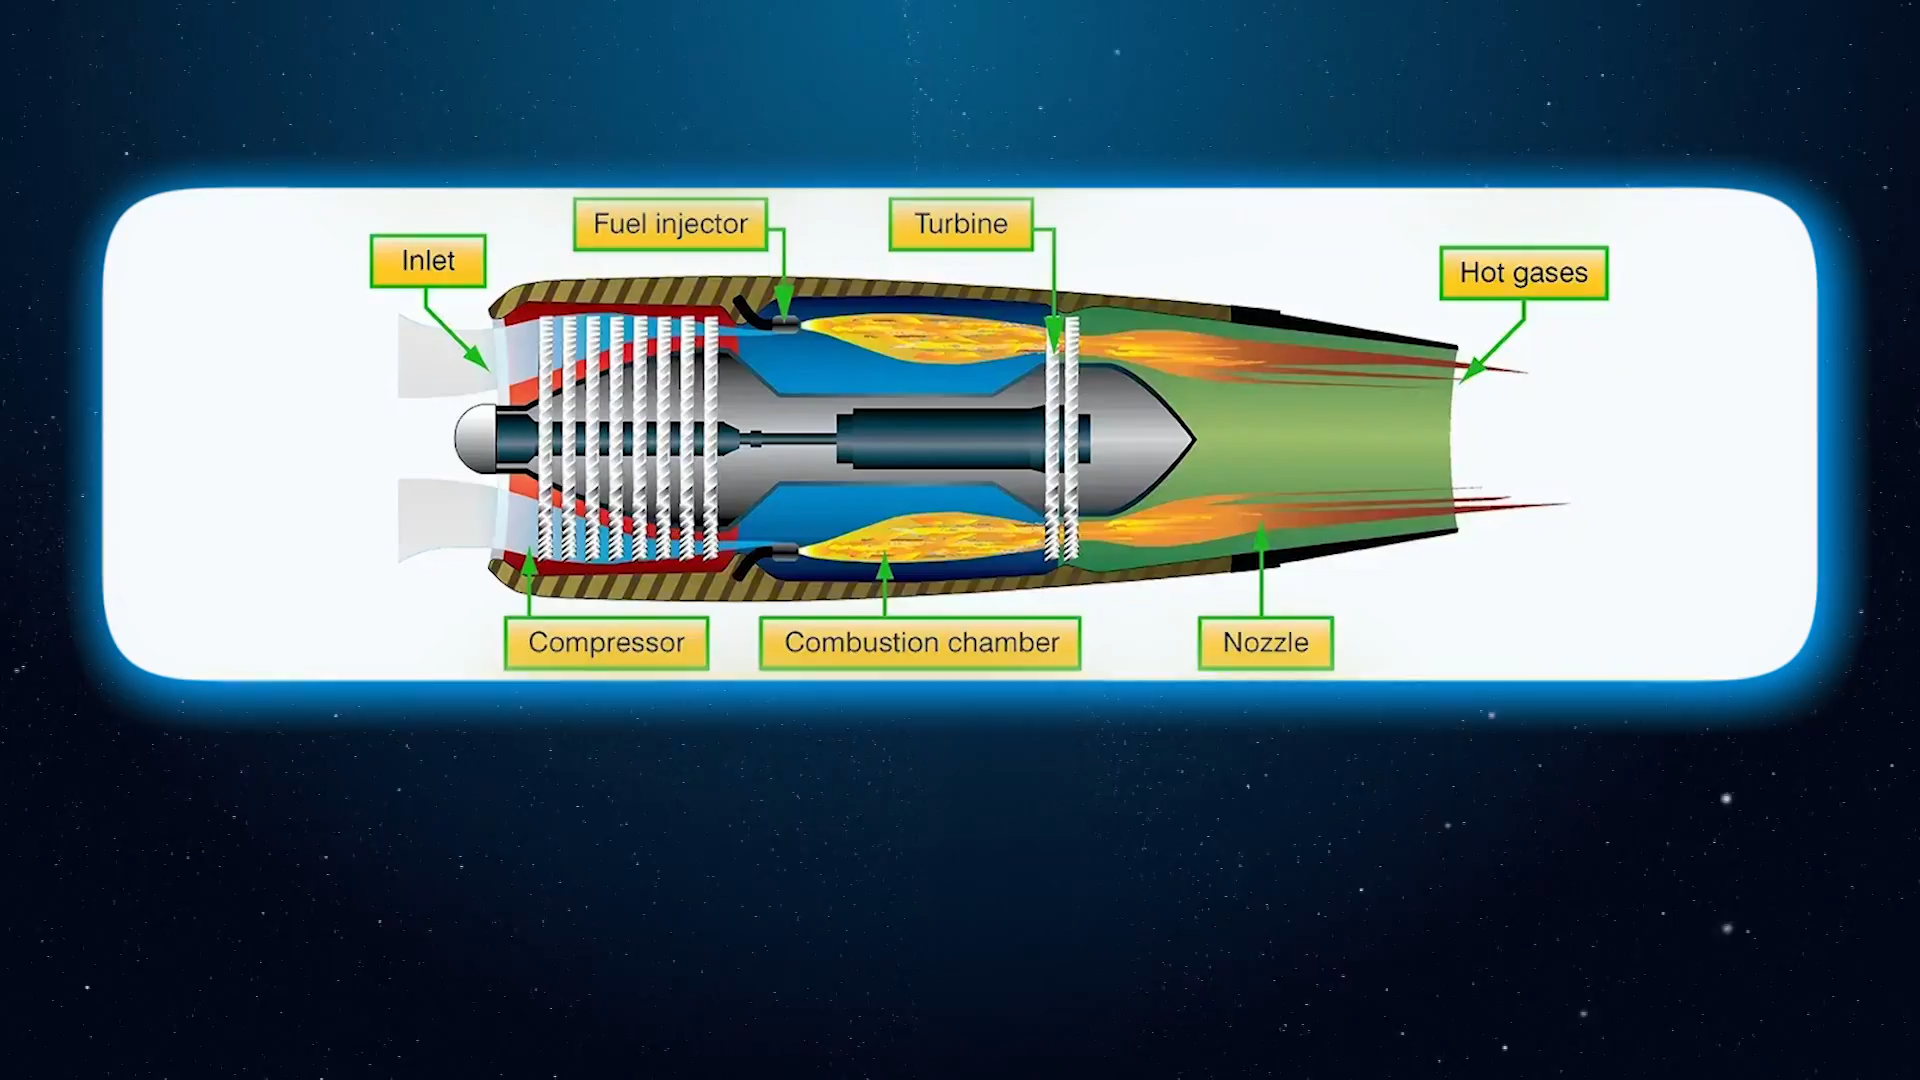 Fuel injector
Turbine
Inlet
Hot gases
Compressor
Combustion chamber
Nozzle